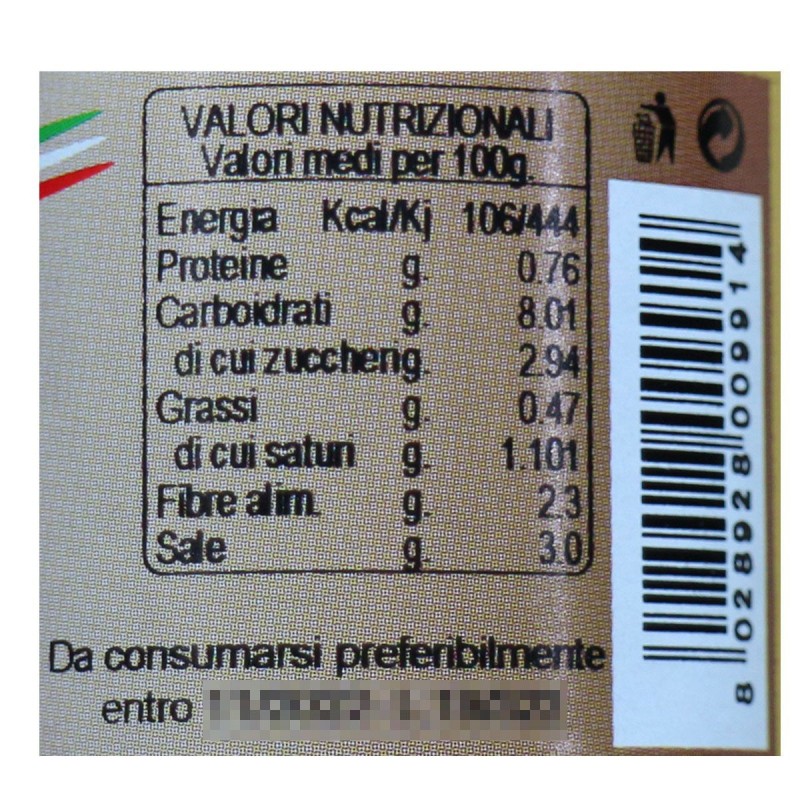 VALORI NUTRIZIONALI
Valori medi per 100g.
Energia Kcal/Kj 106/444
Proteine g. 0.76
Carboidrati g. 8.01
di cui zuccheri g. 2.94
Grassi g. 0.47
di cui saturi g. 1.101
Fibre alim. g. 2.3
Sale g. 3.0
Da consumarsi preferibilmente
entro
8 028928 009914